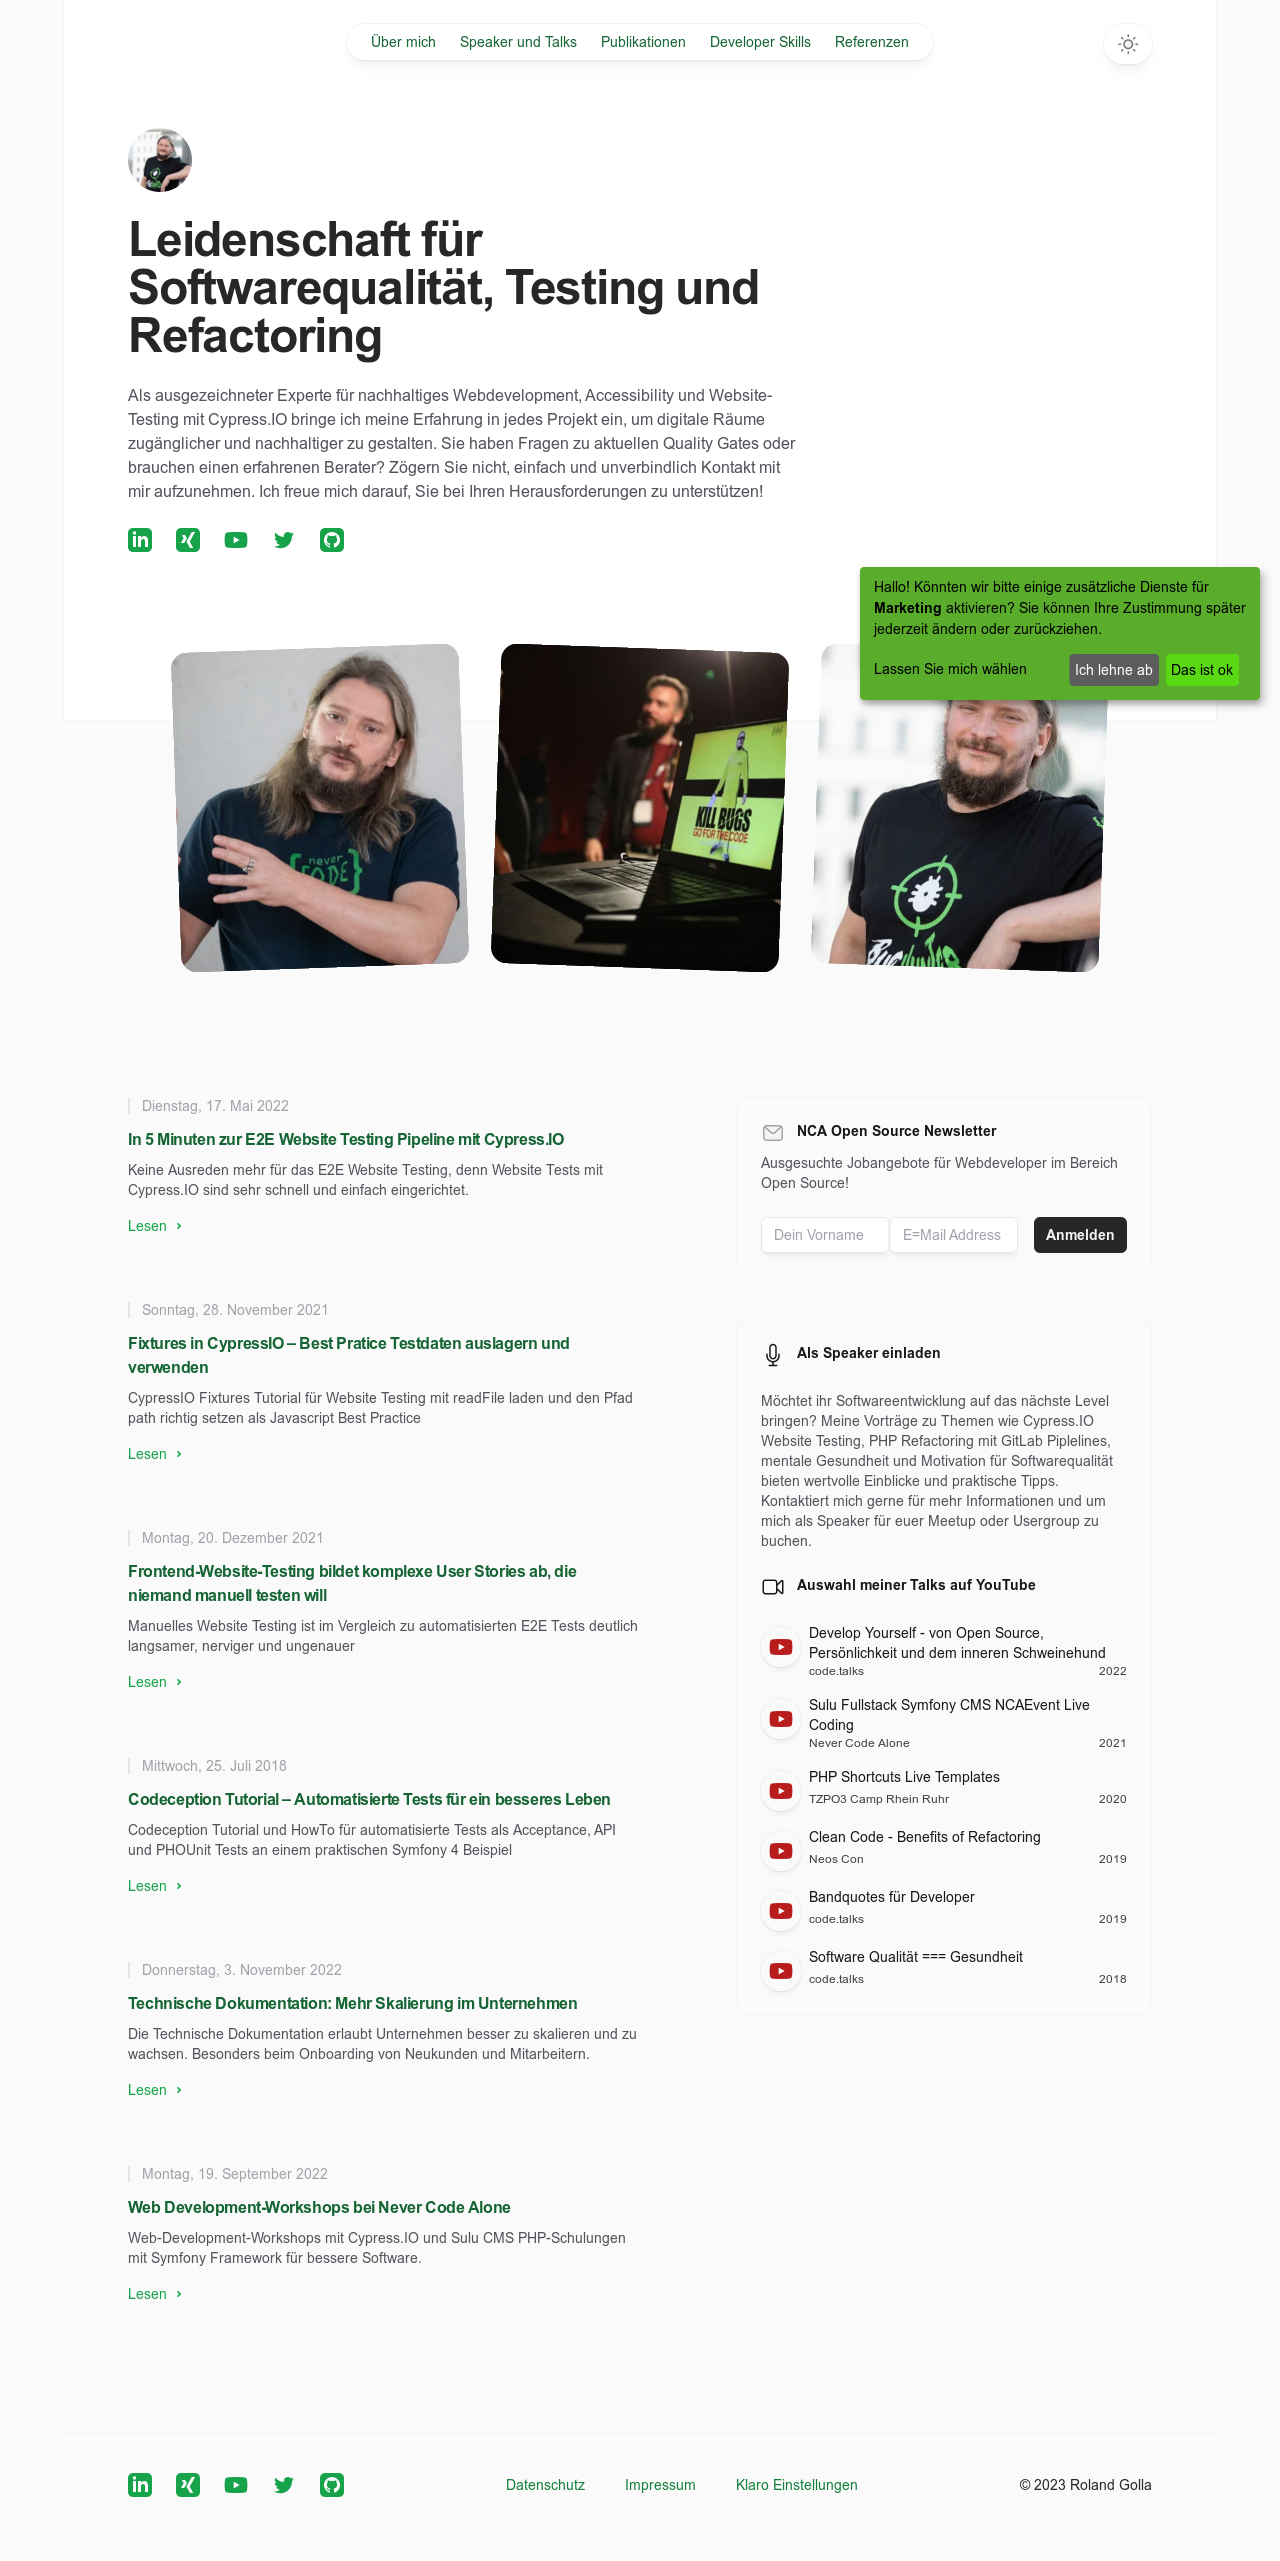 Über mich
Speaker und Talks
Publikationen
Developer Skills
Referenzen
Leidenschaft für
Softwarequalität, Testing und
Refactoring
Als ausgezeichneter Experte für nachhaltiges Webdevelopment, Accessibility und Website-
Testing mit Cypress.IO bringe ich meine Erfahrung in jedes Projekt ein, um digitale Räume
zugänglicher und nachhaltiger zu gestalten. Sie haben Fragen zu aktuellen Quality Gates oder
brauchen einen erfahrenen Berater? Zögern Sie nicht, einfach und unverbindlich Kontakt mit
mir aufzunehmen. Ich freue mich darauf, Sie bei Ihren Herausforderungen zu unterstützen!
Hallo! Könnten wir bitte einige zusätzliche Dienste für
Marketing aktivieren? Sie können Ihre Zustimmung später
jederzeit ändern oder zurückziehen.
Lassen Sie mich wählen
Ich lehne ab
Das ist ok
never
CODE
KILL BUGS
GO FOR THE CODE
Dienstag, 17. Mai 2022
In 5 Minuten zur E2E Website Testing Pipeline mit Cypress.IO
Keine Ausreden mehr für das E2E Website Testing, denn Website Tests mit
Cypress.IO sind sehr schnell und einfach eingerichtet.
Lesen
Sonntag, 28. November 2021
Fixtures in CypressIO – Best Pratice Testdaten auslagern und
verwenden
CypressIO Fixtures Tutorial für Website Testing mit readFile laden und den Pfad
path richtig setzen als Javascript Best Practice
Lesen
Montag, 20. Dezember 2021
Frontend-Website-Testing bildet komplexe User Stories ab, die
niemand manuell testen will
Manuelles Website Testing ist im Vergleich zu automatisierten E2E Tests deutlich
langsamer, nerviger und ungenauer
Lesen
Mittwoch, 25. Juli 2018
Codeception Tutorial – Automatisierte Tests für ein besseres Leben
Codeception Tutorial und HowTo für automatisierte Tests als Acceptance, API
und PHOUnit Tests an einem praktischen Symfony 4 Beispiel
Lesen
Donnerstag, 3. November 2022
Technische Dokumentation: Mehr Skalierung im Unternehmen
Die Technische Dokumentation erlaubt Unternehmen besser zu skalieren und zu
wachsen. Besonders beim Onboarding von Neukunden und Mitarbeitern.
Lesen
Montag, 19. September 2022
Web Development-Workshops bei Never Code Alone
Web-Development-Workshops mit Cypress.IO und Sulu CMS PHP-Schulungen
mit Symfony Framework für bessere Software.
Lesen
NCA Open Source Newsletter
Ausgesuchte Jobangebote für Webdeveloper im Bereich
Open Source!
Dein Vorname
E=Mail Address
Anmelden
Als Speaker einladen
Möchtet ihr Softwareentwicklung auf das nächste Level
bringen? Meine Vorträge zu Themen wie Cypress.IO
Website Testing, PHP Refactoring mit GitLab Piplelines,
mentale Gesundheit und Motivation für Softwarequalität
bieten wertvolle Einblicke und praktische Tipps.
Kontaktiert mich gerne für mehr Informationen und um
mich als Speaker für euer Meetup oder Usergroup zu
buchen.
Auswahl meiner Talks auf YouTube
Develop Yourself - von Open Source,
Persönlichkeit und dem inneren Schweinehund
code.talks 2022
Sulu Fullstack Symfony CMS NCAEvent Live
Coding
Never Code Alone 2021
PHP Shortcuts Live Templates
TZPO3 Camp Rhein Ruhr 2020
Clean Code - Benefits of Refactoring
Neos Con 2019
Bandquotes für Developer
code.talks 2019
Software Qualität === Gesundheit
code.talks 2018
Datenschutz
Impressum
Klaro Einstellungen
© 2023 Roland Golla